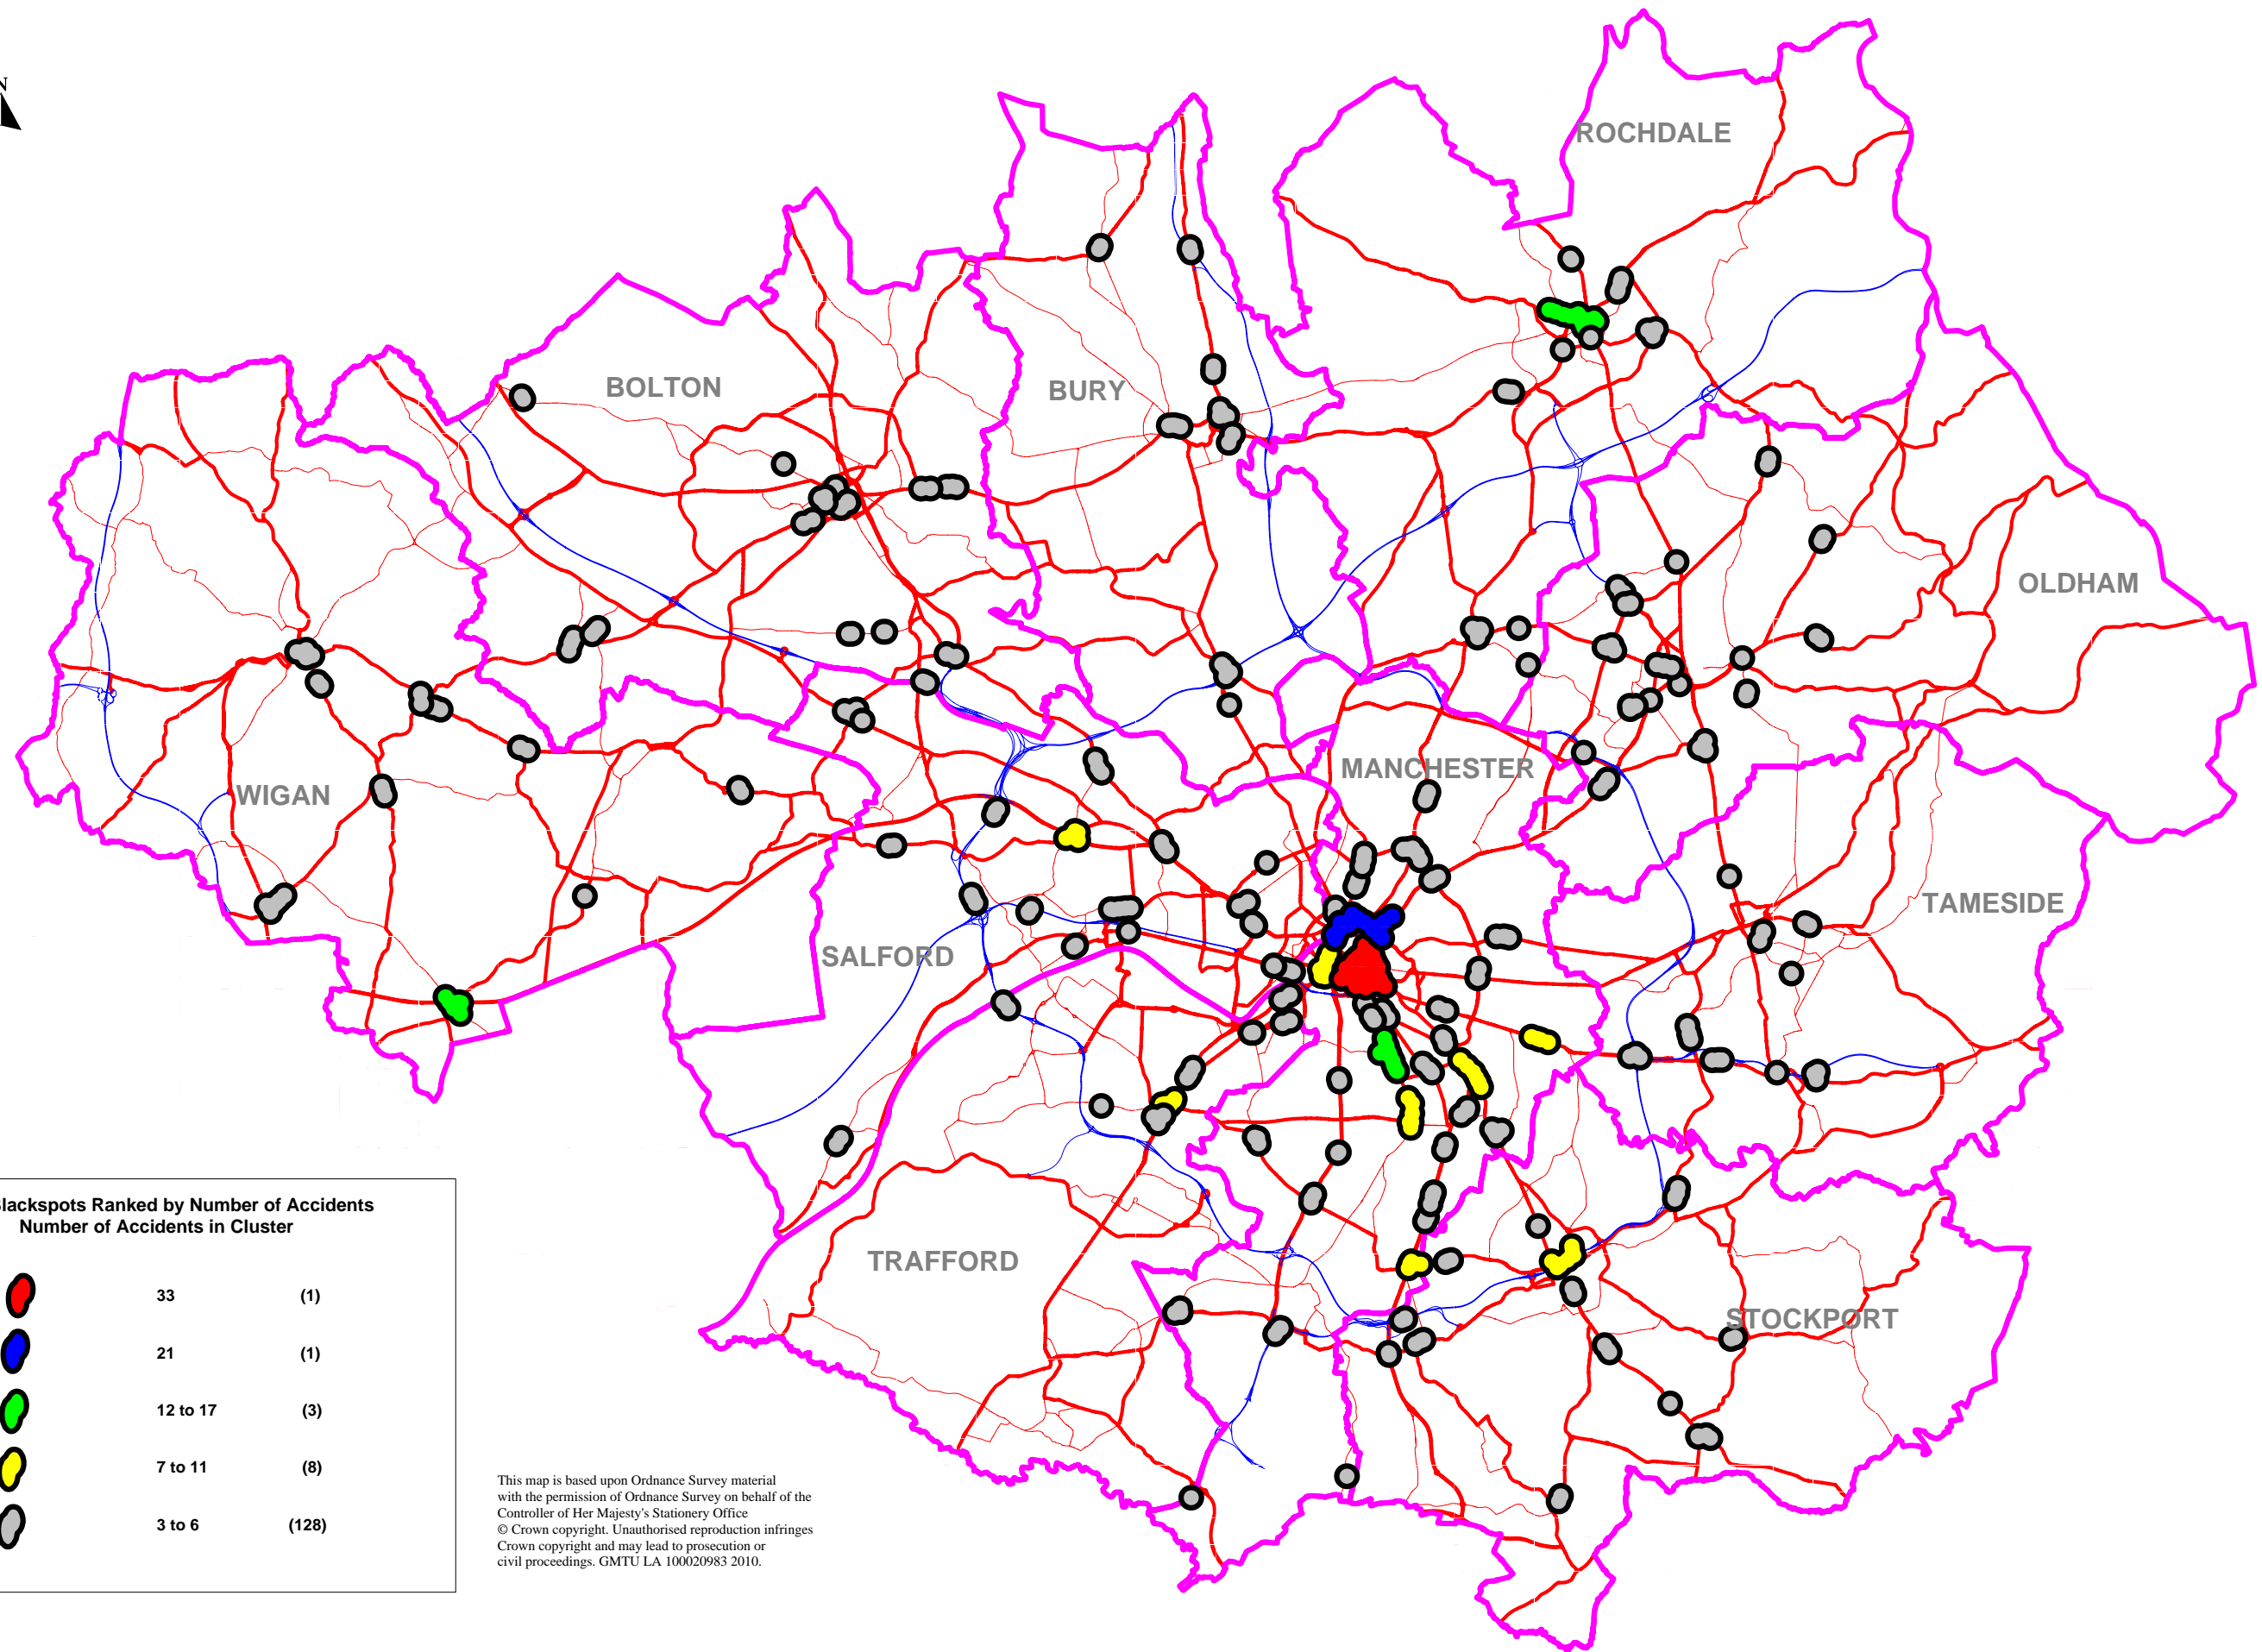 N
ROCHDALE
BOLTON
BURY
OLDHAM
MANCHESTER
WIGAN
TAMESIDE
SALFORD
TRAFFORD
STOCKPORT
lackspots Ranked by Number of Accidents
Number of Accidents in Cluster
33 (1)
21 (1)
12 to 17 (3)
7 to 11 (8)
3 to 6 (128)
This map is based upon Ordnance Survey material
with the permission of Ordnance Survey on behalf of the
Controller of Her Majesty's Stationery Office
© Crown copyright. Unauthorised reproduction infringes
Crown copyright and may lead to prosecution or
civil proceedings. GMTU LA 100020983 2010.